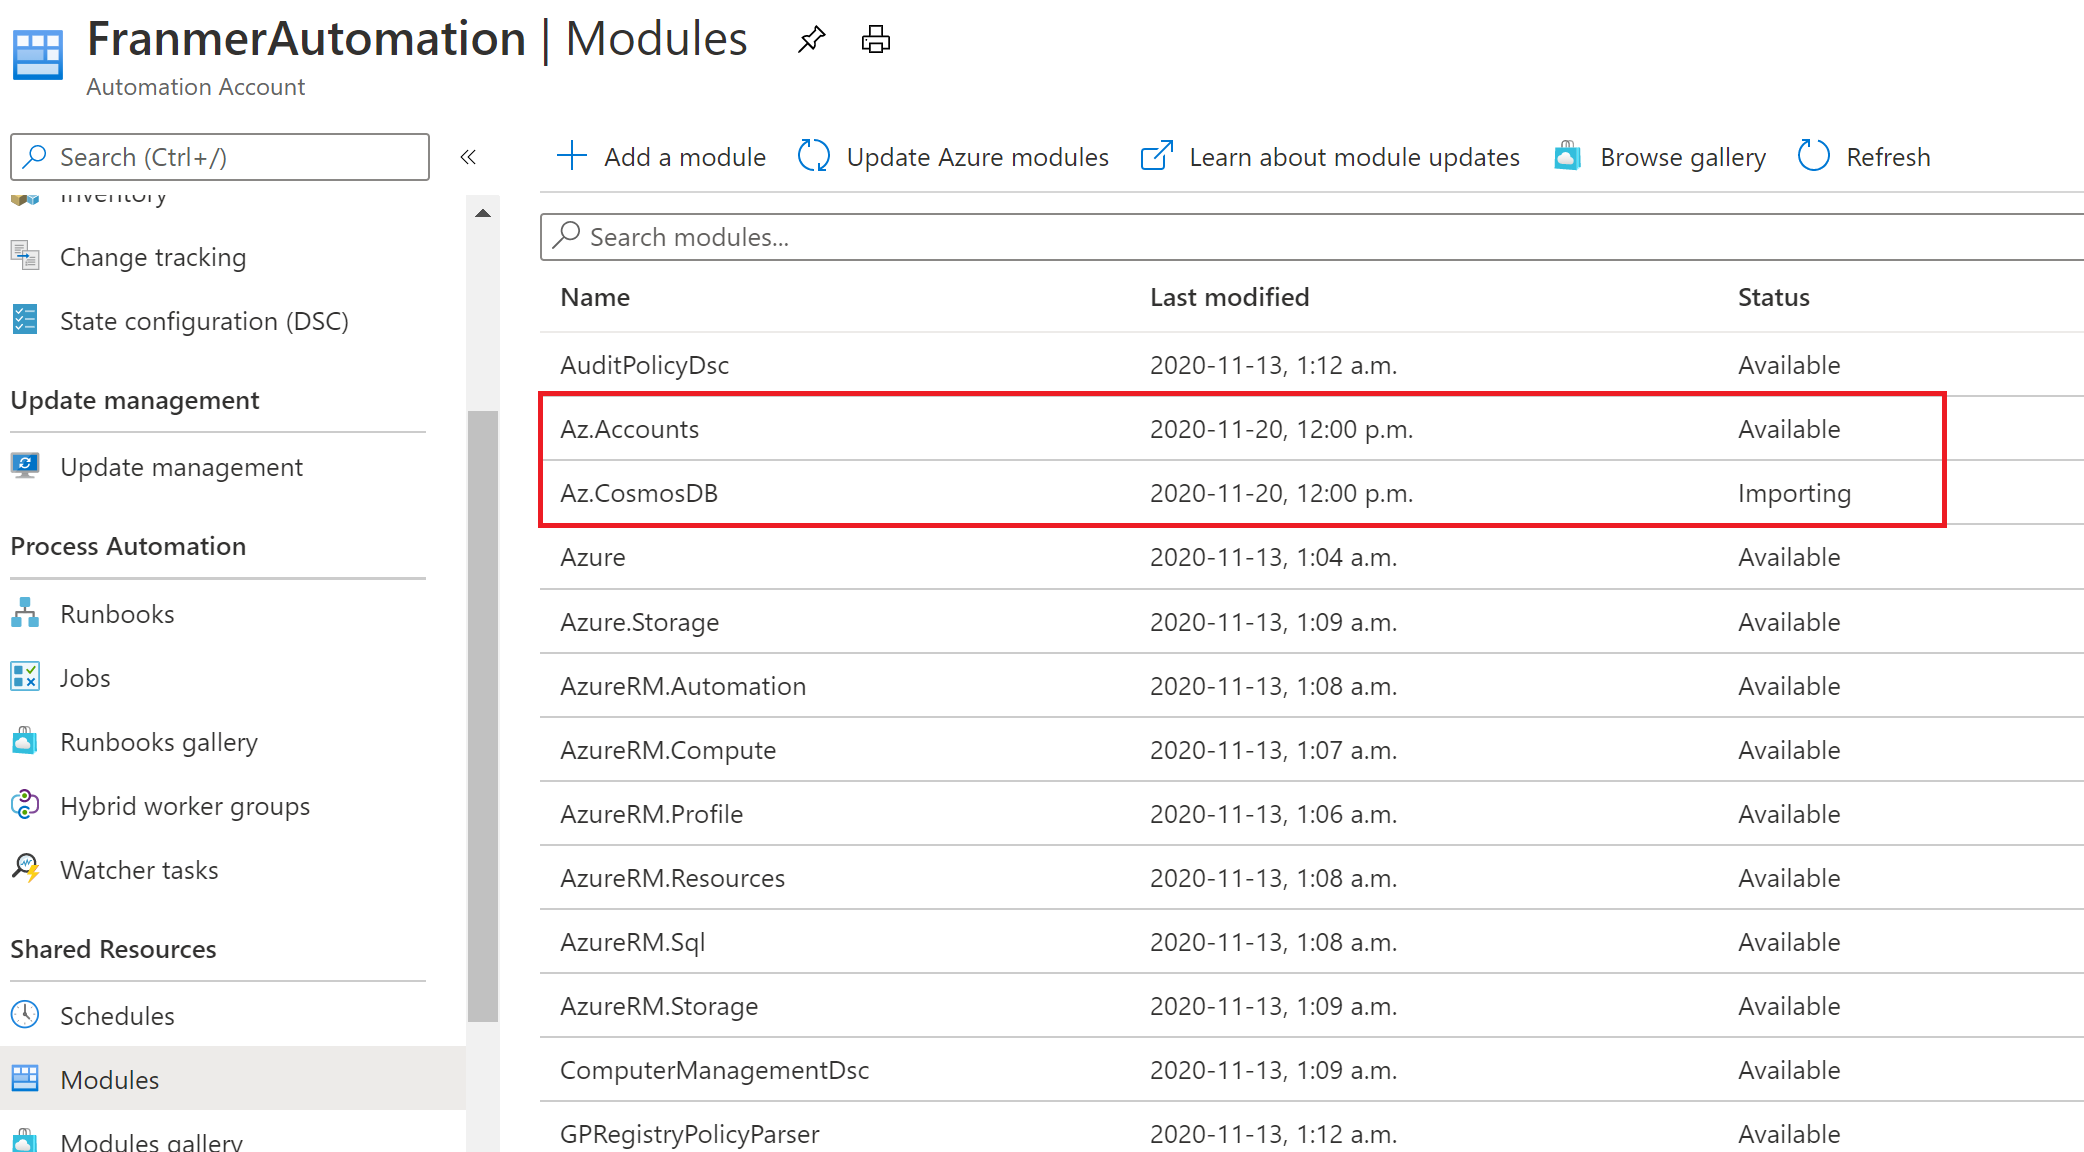 FranmerAutomation | Modules
Automation Account
Search (Ctrl+/)
«
Inventory
Change tracking
State configuration (DSC)
Update management
Update management
Process Automation
Runbooks
Jobs
Runbooks gallery
Hybrid worker groups
Watcher tasks
Shared Resources
Schedules
Modules
Modules gallery
Add a module Update Azure modules Learn about module updates Browse gallery Refresh
Search modules...
Name Last modified Status
AuditPolicyDsc 2020-11-13, 1:12 a.m. Available
Az.Accounts 2020-11-20, 12:00 p.m. Available
Az.CosmosDB 2020-11-20, 12:00 p.m. Importing
Azure 2020-11-13, 1:04 a.m. Available
Azure.Storage 2020-11-13, 1:09 a.m. Available
AzureRM.Automation 2020-11-13, 1:08 a.m. Available
AzureRM.Compute 2020-11-13, 1:07 a.m. Available
AzureRM.Profile 2020-11-13, 1:06 a.m. Available
AzureRM.Resources 2020-11-13, 1:08 a.m. Available
AzureRM.Sql 2020-11-13, 1:08 a.m. Available
AzureRM.Storage 2020-11-13, 1:09 a.m. Available
ComputerManagementDsc 2020-11-13, 1:09 a.m. Available
GPRegistryPolicyParser 2020-11-13, 1:12 a.m. Available